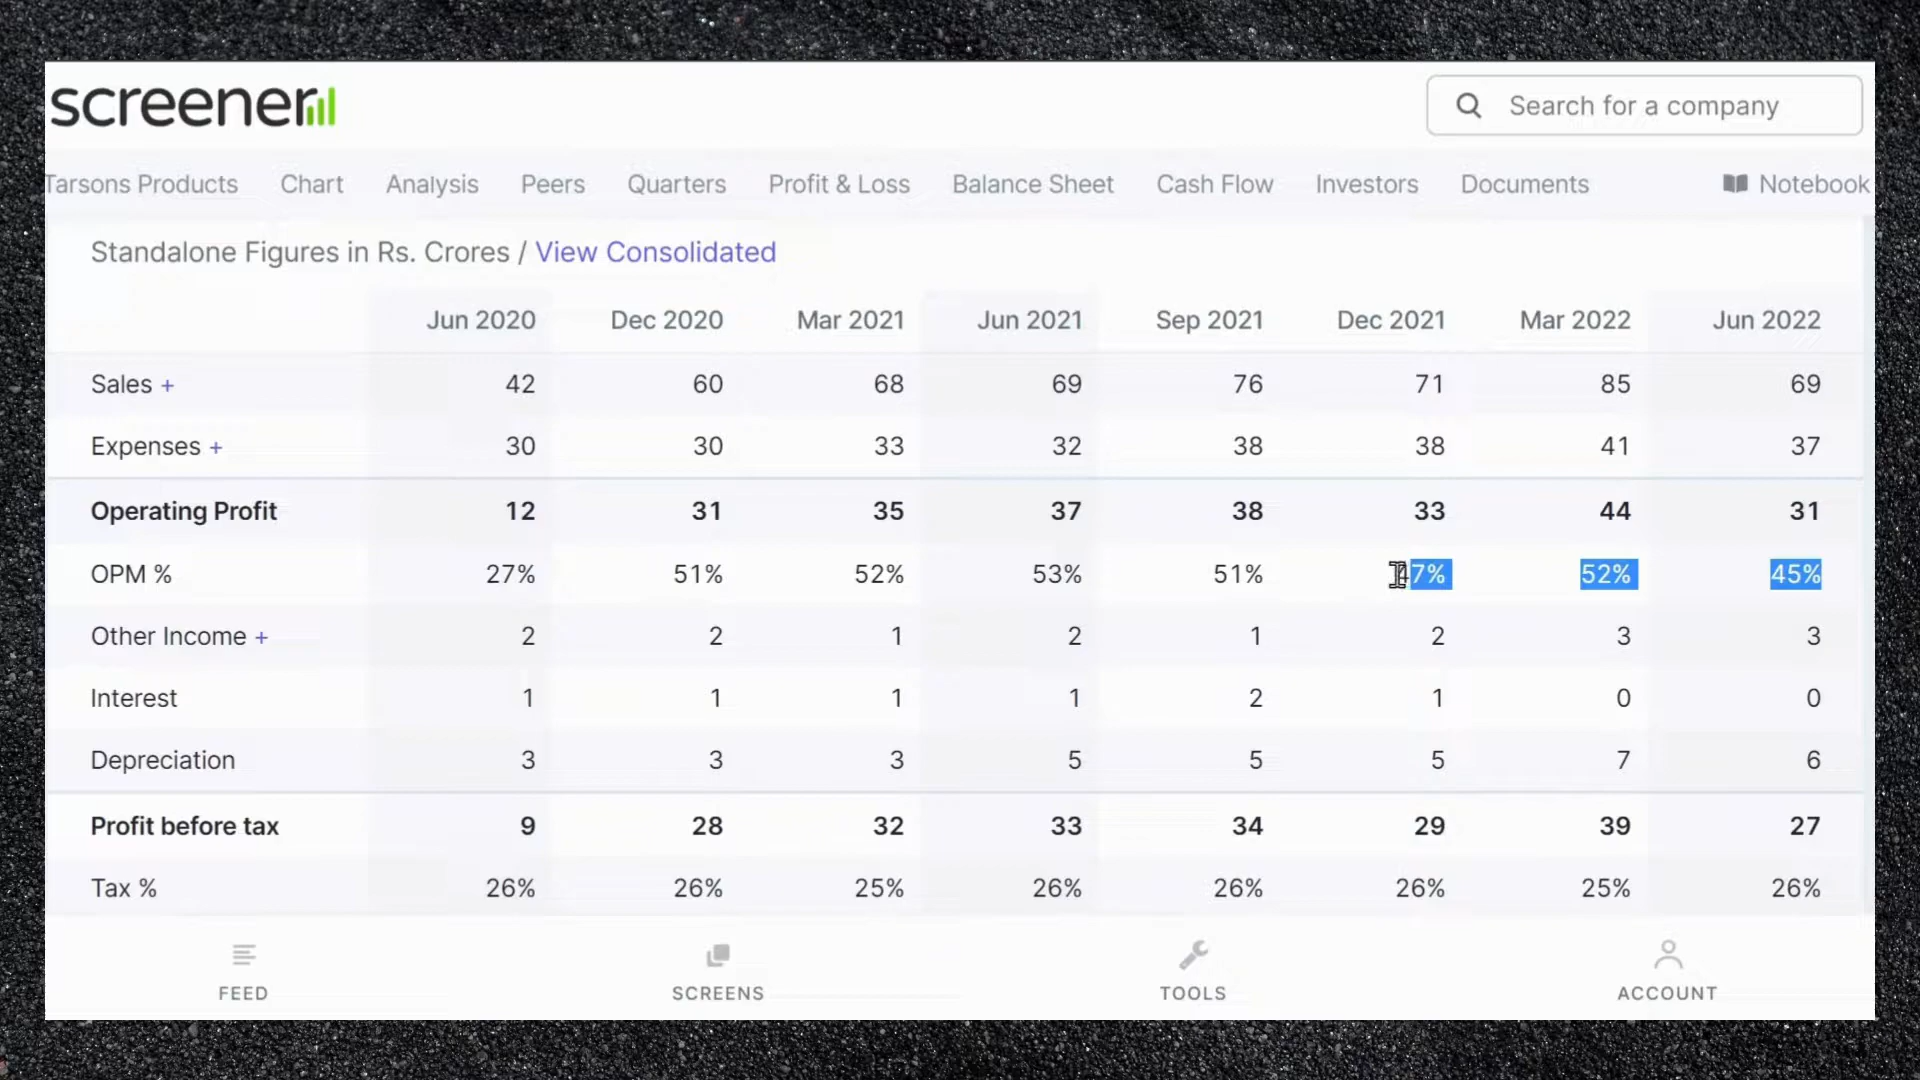 screener
Search for a company
Tarsons Products Chart Analysis Peers Quarters Profit & Loss Balance Sheet Cash Flow Investors Documents Notebook
Standalone Figures in Rs. Crores / View Consolidated
Jun 2020 Dec 2020 Mar 2021 Jun 2021 Sep 2021 Dec 2021 Mar 2022 Jun 2022
Sales + 42 60 68 69 76 71 85 69
Expenses + 30 30 33 32 38 38 41 37
Operating Profit 12 31 35 37 38 33 44 31
OPM % 27% 51% 52% 53% 51% 47% 52% 45%
Other Income + 2 2 1 2 1 2 3 3
Interest 1 1 1 1 2 1 0 0
Depreciation 3 3 3 5 5 5 7 6
Profit before tax 9 28 32 33 34 29 39 27
Tax % 26% 26% 25% 26% 26% 26% 25% 26%
FEED SCREENS TOOLS ACCOUNT